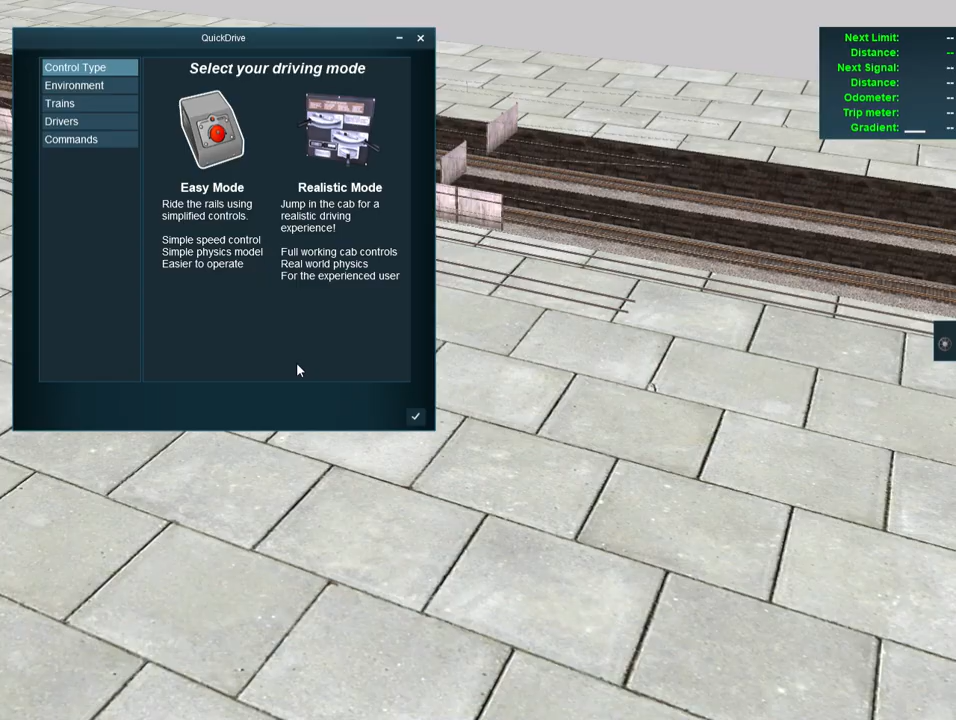 QuickDrive
Control Type
Environment
Trains
Drivers
Commands
Select your driving mode
Easy Mode
Ride the rails using
simplified controls.
Simple speed control
Simple physics model
Easier to operate
Realistic Mode
Jump in the cab for a
realistic driving
experience!
Full working cab controls
Real world physics
For the experienced user
Next Limit: --
Distance: --
Next Signal: --
Distance: --
Odometer: --
Trip meter: --
Gradient: --